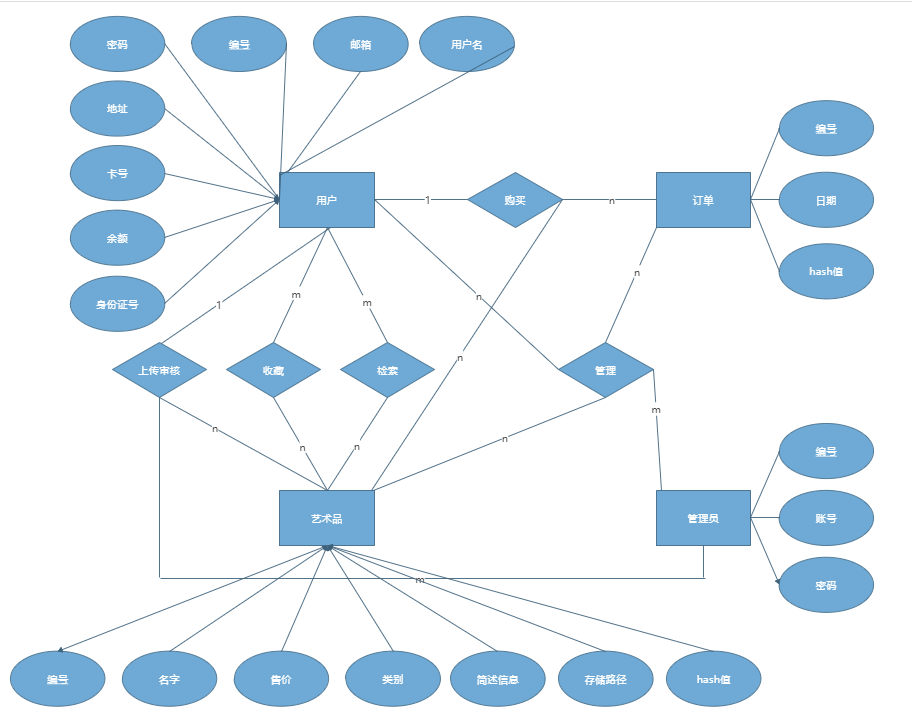 密码
编号
邮箱
用户名
地址
编号
卡号
用户
1
购买
n
订单
日期
余额
hash值
n
身份证号
1
m
m
n
上传审核
收藏
检索
n
管理
m
n
n
n
n
编号
艺术品
管理员
账号
m
密码
编号
名字
售价
类别
简述信息
存储路径
hash值